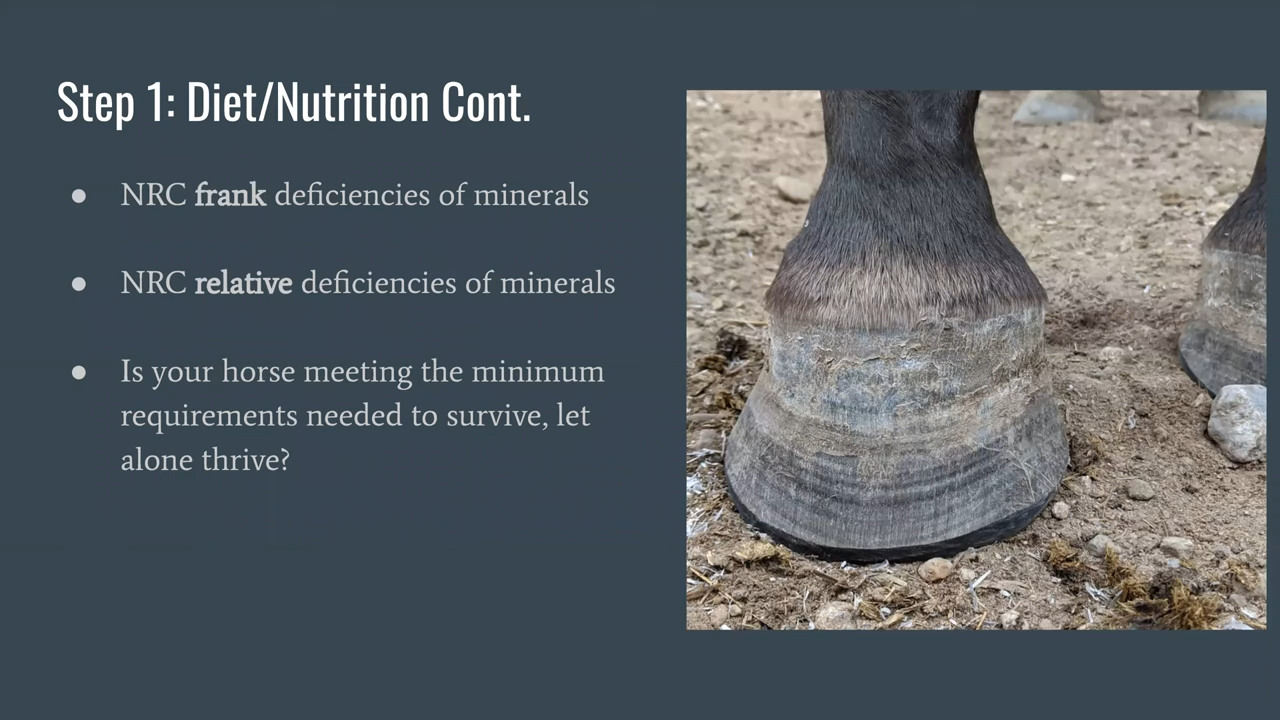 Step 1: Diet/Nutrition Cont.
● NRC frank deficiencies of minerals
● NRC relative deficiencies of minerals
● Is your horse meeting the minimum
requirements needed to survive, let
alone thrive?